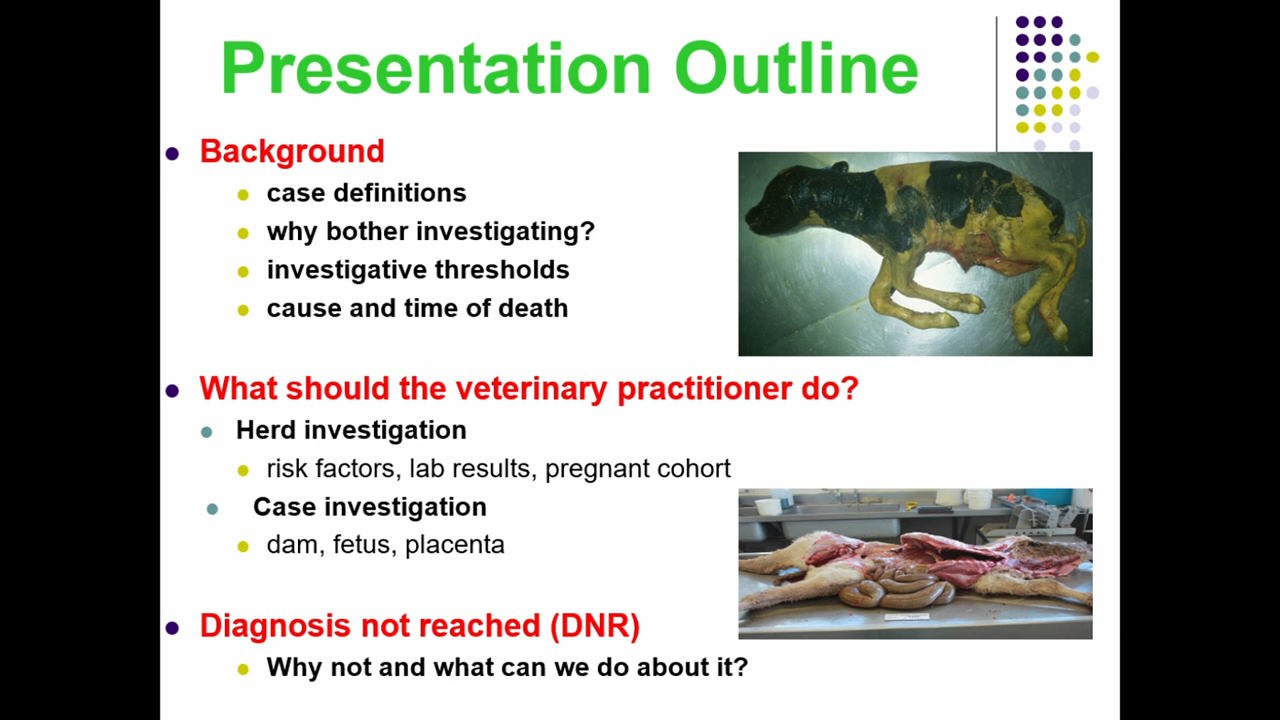 Presentation Outline
Background
case definitions
why bother investigating?
investigative thresholds
cause and time of death
What should the veterinary practitioner do?
Herd investigation
risk factors, lab results, pregnant cohort
Case investigation
dam, fetus, placenta
Diagnosis not reached (DNR)
Why not and what can we do about it?